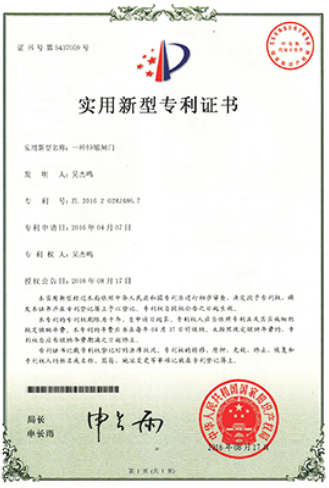 证书号第5437059号
实用新型专利证书
实用新型名称：一种伸缩闸门
发 明 人：吴杰鸣
专 利 号：ZL 2016 2 0287486.7
专利申请日：2016年04月07日
专 利 权 人：吴杰鸣
授权公告日：2016年08月17日
本实用新型经过本局依照中华人民共和国专利法进行初步审查，决定授予专利权，颁
发本证书并在专利登记簿上予以登记。专利权自授权公告之日起生效。
本专利的专利权期限为十年，自申请日起算。专利权人应当依照专利法及其实施细则
规定缴纳年费。本专利的年费应当在每年04月07日前缴纳。未按照规定缴纳年费的，专
利权自应当缴纳年费期满之日起终止。
专利证书记载专利权登记时的法律状况。专利权的转移、质押、无效、终止、恢复和
专利权人的姓名或名称、国籍、地址变更等事项记载在专利登记簿上。
局长
申长雨
申长雨
中华人民共和国国家知识产权局
2016年08月17日
第1页(共1页)